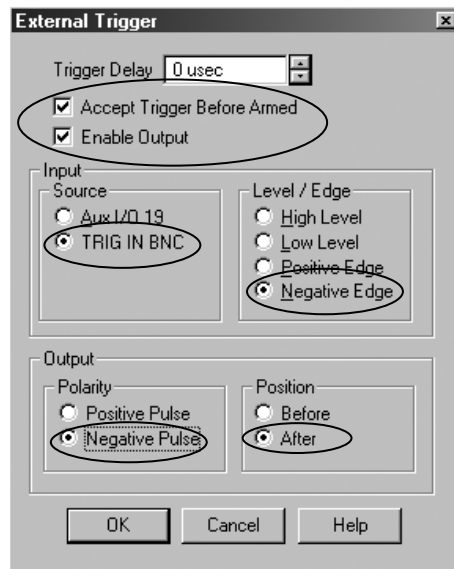 External Trigger
Trigger Delay 0 usec
Accept Trigger Before Armed
Enable Output
Input
Source
Aux I/O 19
TRIG IN BNC
Level / Edge
High Level
Low Level
Positive Edge
Negative Edge
Output
Polarity
Positive Pulse
Negative Pulse
Position
Before
After
OK Cancel Help